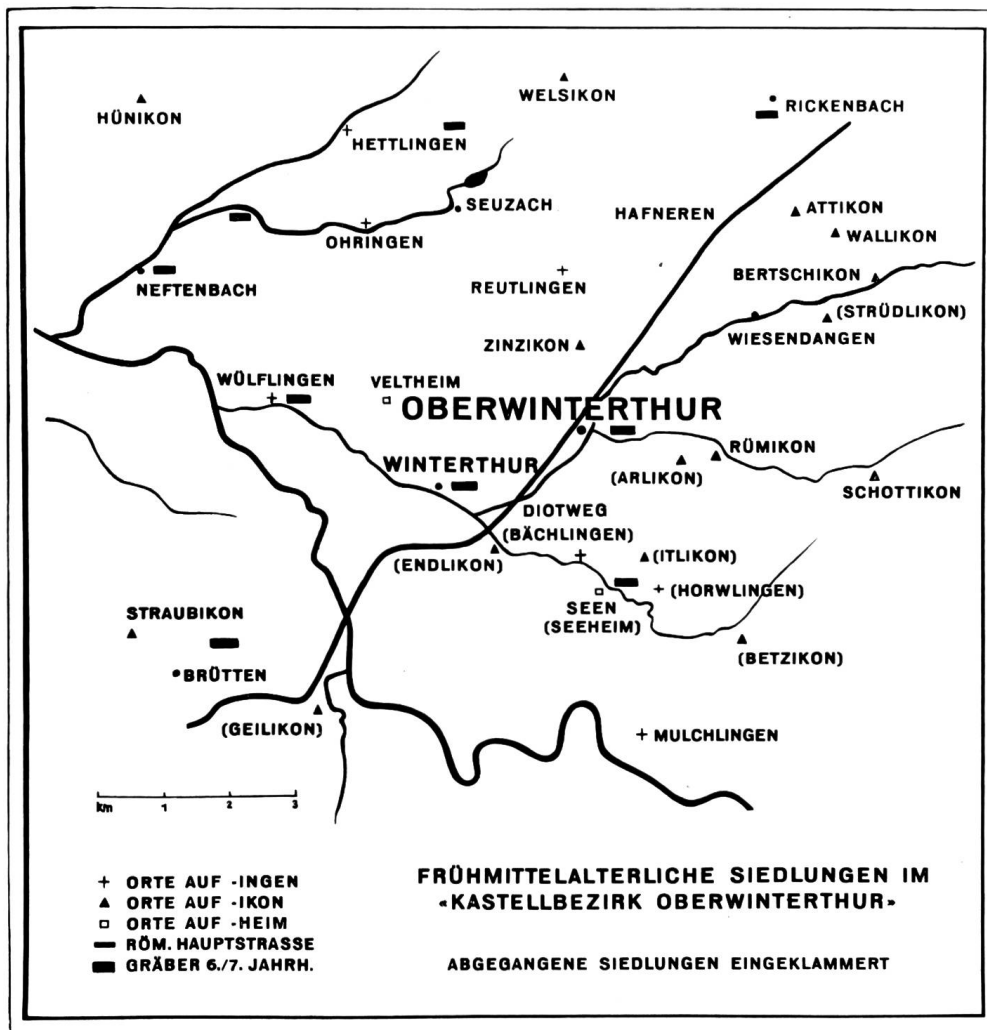 WELSIKON
RICKENBACH
HÜNIKON
HETTLINGEN
SEUZACH
HAFNEREN
ATTIKON
WALLIKON
OHRINGEN
BERTSCHIKON
NEFTENBACH
REUTLINGEN
(STRÜDLIKON)
WIESENDANGEN
ZINZIKON
WÜLFLINGEN
VELTHEIM
OBERWINTERTHUR
RÜMIKON
WINTERTHUR
(ARLIKON)
SCHOTTIKON
DIOTWEG
(BÄCHLINGEN)
(ENDLIKON)
(ITLIKON)
(HORWLINGEN)
SEEN
(SEEHEIM)
STRAUBIKON
(BETZIKON)
BRÜTTEN
(GEILIKON)
MULCHLINGEN
km 1 2 3
ORTE AUF -INGEN
ORTE AUF -IKON
ORTE AUF -HEIM
RÖM. HAUPTSTRASSE
GRÄBER 6./7. JAHRH.
FRÜHMITTELALTERLICHE SIEDLUNGEN IM
«KASTELLBEZIRK OBERWINTERTHUR»
ABGEGANGENE SIEDLUNGEN EINGEKLAMMERT